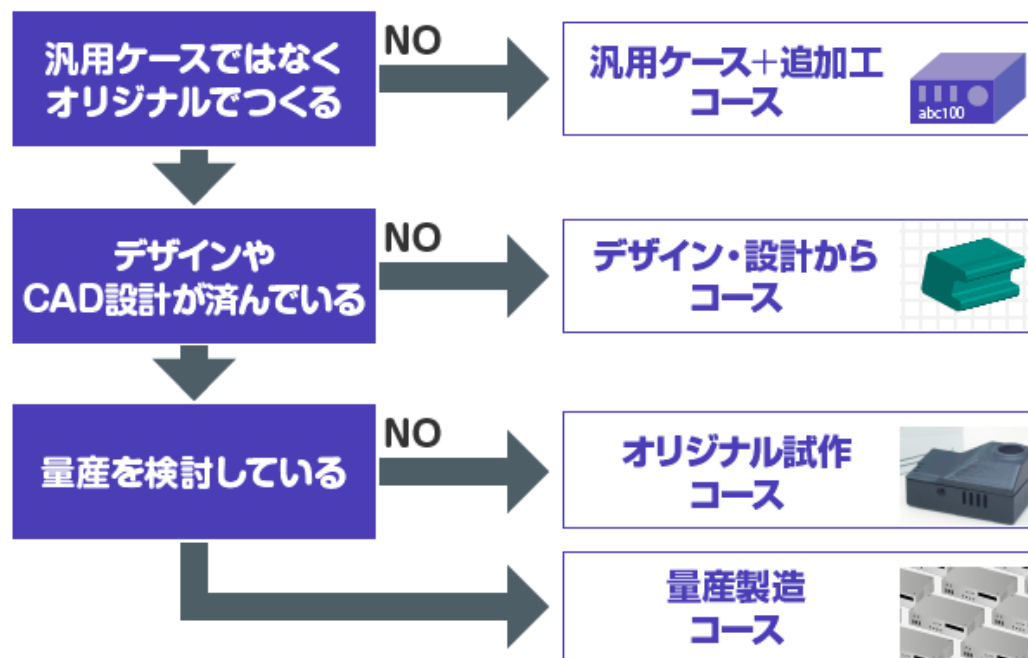 汎用ケースではなく
オリジナルでつくる
NO
汎用ケース＋追加工
コース
abc100
デザインや
CAD設計が済んでいる
NO
デザイン・設計から
コース
量産を検討している
NO
オリジナル試作
コース
量産製造
コース